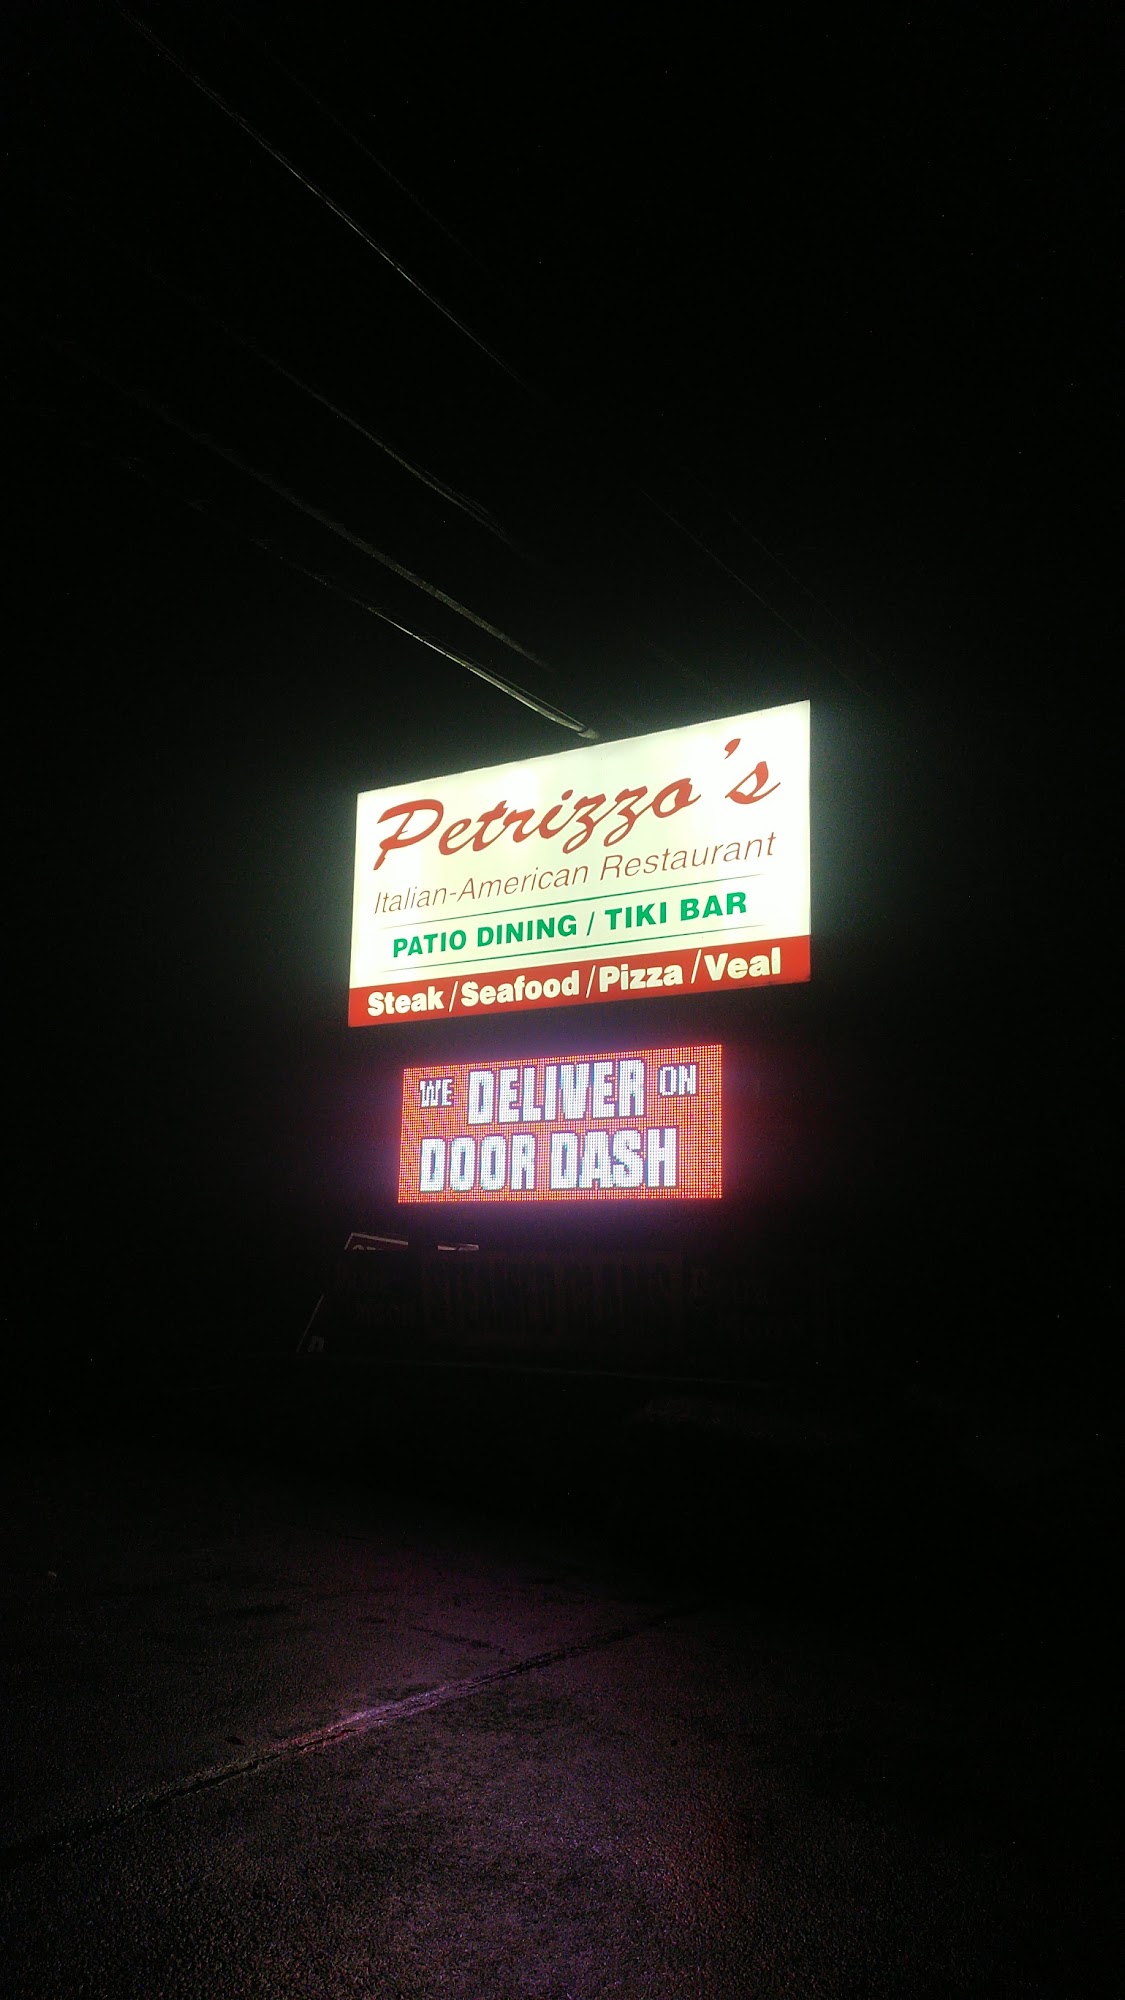 Petrizzo's
Italian-American Restaurant
PATIO DINING / TIKI BAR
Steak/Seafood/Pizza/Veal
WE DELIVER ON
DOOR DASH